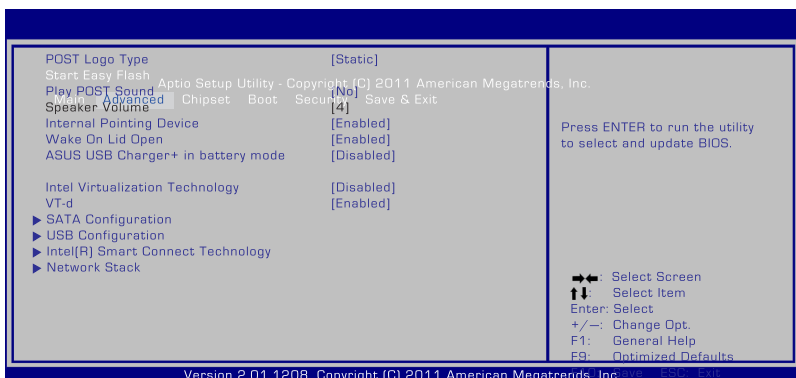 POST Logo Type [Static]
Start Easy Flash
Aptio Setup Utility - Copyright (C) 2011 American Megatrends, Inc.
Play POST Sound [No]
Main Advanced Chipset Boot Security Save & Exit
Speaker Volume [4]
Internal Pointing Device [Enabled]
Wake On Lid Open [Enabled]
ASUS USB Charger+ in battery mode [Disabled]
Intel Virtualization Technology [Disabled]
VT-d [Enabled]
SATA Configuration
USB Configuration
Intel(R) Smart Connect Technology
Network Stack
Press ENTER to run the utility
to select and update BIOS.
→←: Select Screen
↑↓: Select Item
Enter: Select
+/—: Change Opt.
F1: General Help
F9: Optimized Defaults
F10: Save ESC: Exit
Version 2.01.1208. Copyright (C) 2011 American Megatrends, Inc.